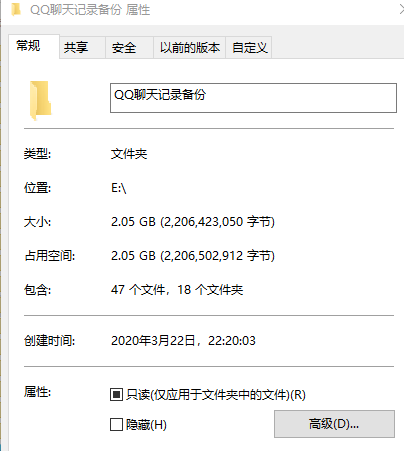 QQ聊天记录备份 属性
常规 共享 安全 以前的版本 自定义
QQ聊天记录备份
类型: 文件夹
位置: E:\
大小: 2.05 GB (2,206,423,050 字节)
占用空间: 2.05 GB (2,206,502,912 字节)
包含: 47 个文件，18 个文件夹
创建时间: 2020年3月22日，22:20:03
属性: 只读(仅应用于文件夹中的文件)(R)
隐藏(H) 高级(D)...